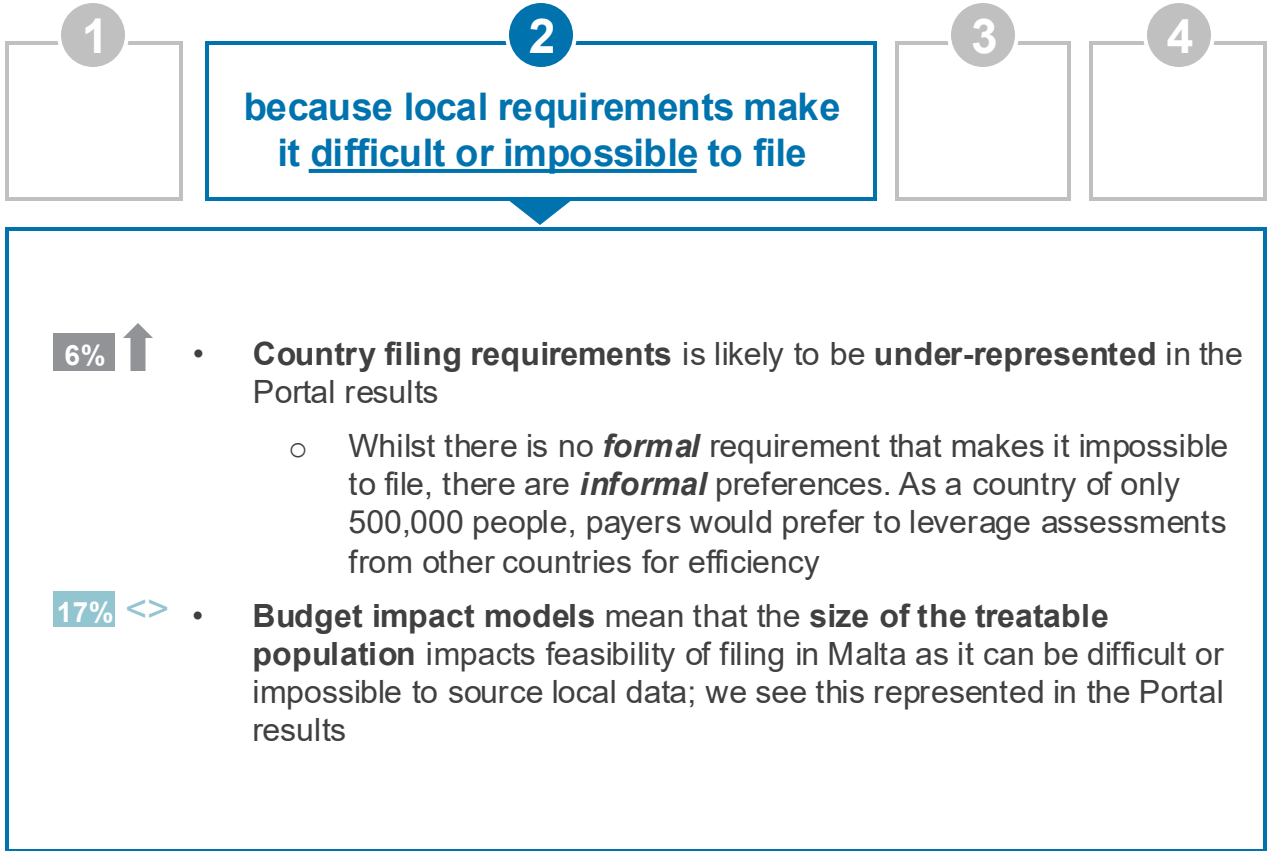 1
2
3
4
because local requirements make
it difficult or impossible to file
6%
• Country filing requirements is likely to be under-represented in the
Portal results
o Whilst there is no formal requirement that makes it impossible
to file, there are informal preferences. As a country of only
500,000 people, payers would prefer to leverage assessments
from other countries for efficiency
17% <>
• Budget impact models mean that the size of the treatable
population impacts feasibility of filing in Malta as it can be difficult or
impossible to source local data; we see this represented in the Portal
results